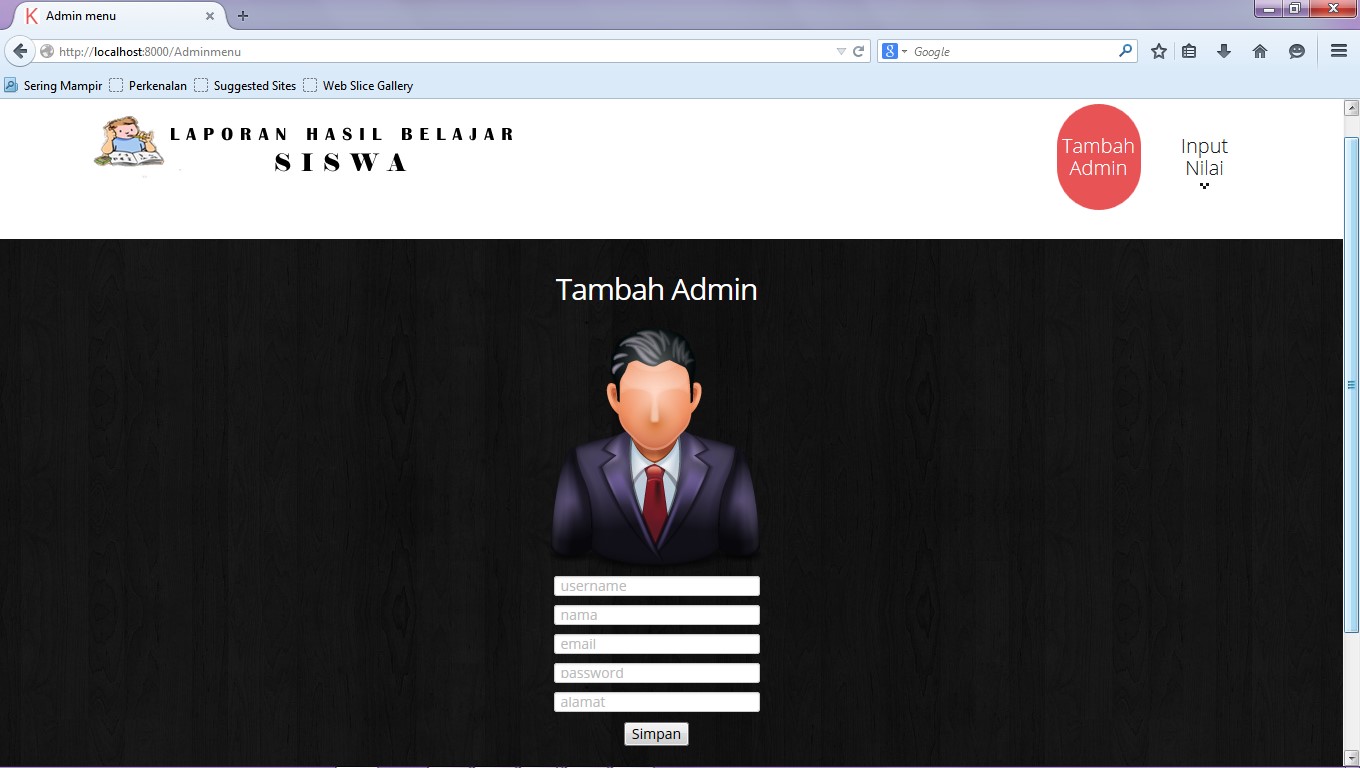 Admin menu
http://localhost:8000/Adminmenu
Google
Sering Mampir
Perkenalan
Suggested Sites
Web Slice Gallery
LAPORAN HASIL BELAJAR
SISWA
Tambah
Admin
Input
Nilai
Tambah Admin
username
nama
email
password
alamat
Simpan